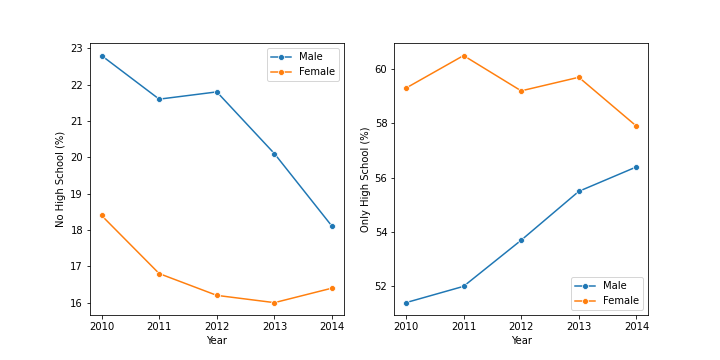 23
22
21
20
19
18
17
16
No High School (%)
2010 2011 2012 2013 2014
Year
Male
Female
60
58
56
54
52
Only High School (%)
2010 2011 2012 2013 2014
Year
Male
Female